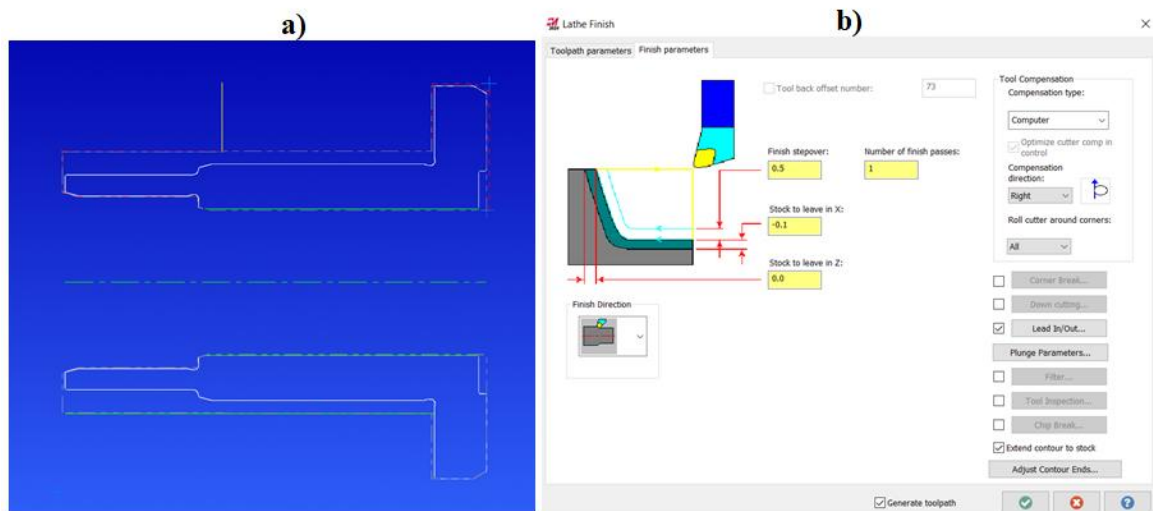 a)
b)
Lathe Finish
Toolpath parameters Finish parameters
Tool back offset number: 73
Finish stepover: Number of finish passes:
0.5 1
Stock to leave in X:
-0.1
Stock to leave in Z:
0.0
Finish Direction
Tool Compensation
Compensation type:
Computer
Optimize cutter comp in
control
Compensation
direction:
Right
Roll cutter around corners:
All
Corner Break...
Down cutting...
Lead In/Out...
Plunge Parameters...
Filter...
Tool Inspection...
Chip Break...
Extend contour to stock
Adjust Contour Ends...
Generate toolpath